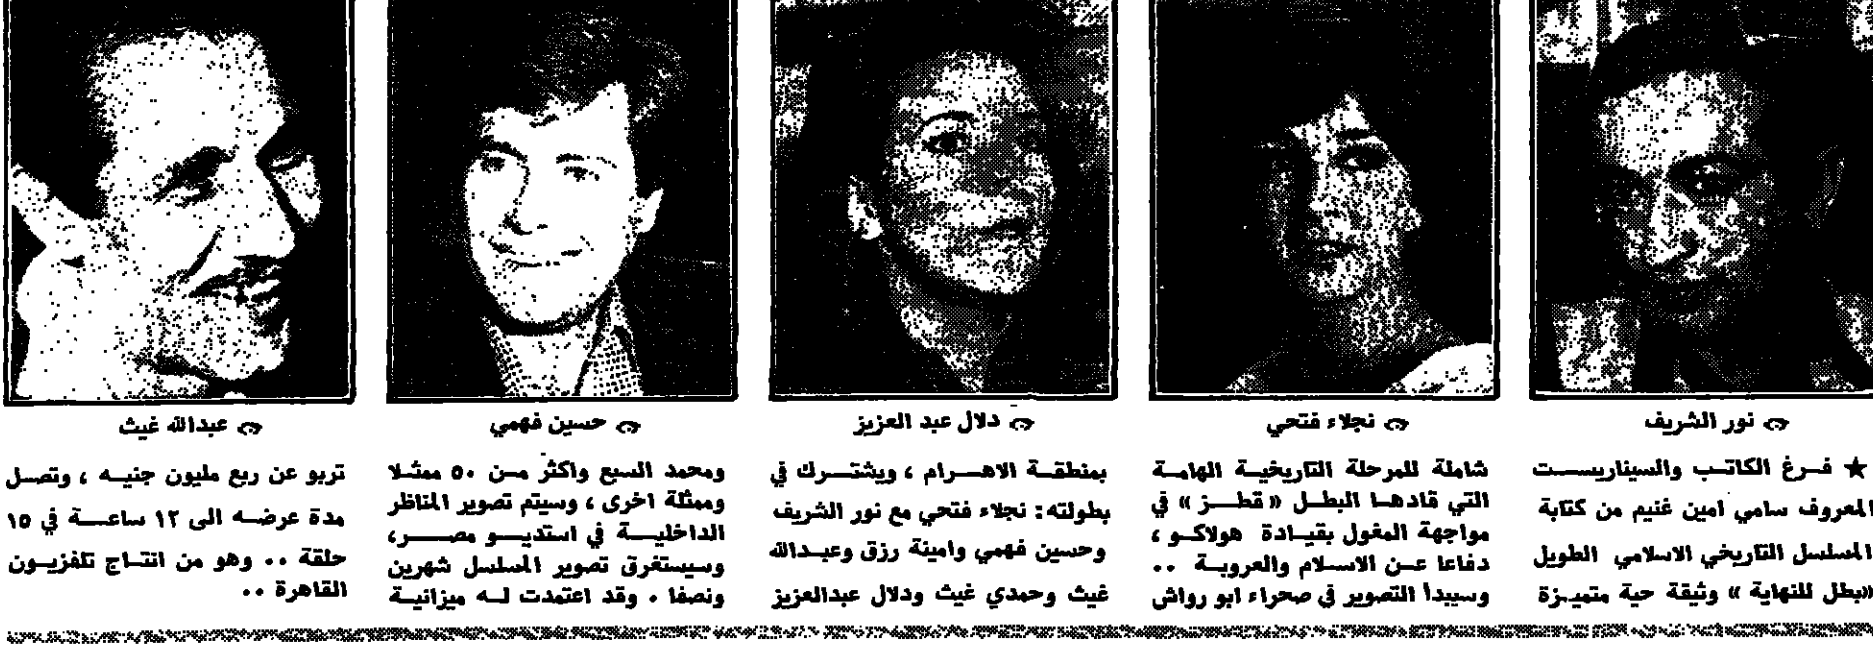 نور الشريف
نجلاء فتحي
دلال عبد العزيز
حسين فهمي
عبدالله غيث
★ فرغ الكاتب والسيناريست
المعروف سامي امين غنيم من كتابة
المسلسل التاريخي الاسلامي الطويل
«بطل للنهاية» وثيقة حية متميزة
شاملة للمرحلة التاريخية الهامة
التي قادها البطل «قطز» في
مواجهة المغول بقيادة هولاكو ،
دفاعا عن الاسلام والعروبة ..
وسيبدأ التصوير في صحراء ابو رواش
بمنطقة الاهرام ، ويشترك في
بطولته : نجلاء فتحي مع نور الشريف
وحسين فهمي وامينة رزق وعبدالله
غيث وحمدي غيث ودلال عبدالعزيز
ومحمد السبع واكثر من ٥٠ ممثلا
وممثلة اخرى ، وسيتم تصوير المناظر
الداخلية في استديو مصر ،
وسيستغرق تصوير المسلسل شهرين
ونصفا . وقد اعتمدت له ميزانية
تربو عن ربع مليون جنيه ، وتصل
مدة عرضه الى ١٢ ساعة في ١٥
حلقة .. وهو من انتاج تلفزيون
القاهرة ..